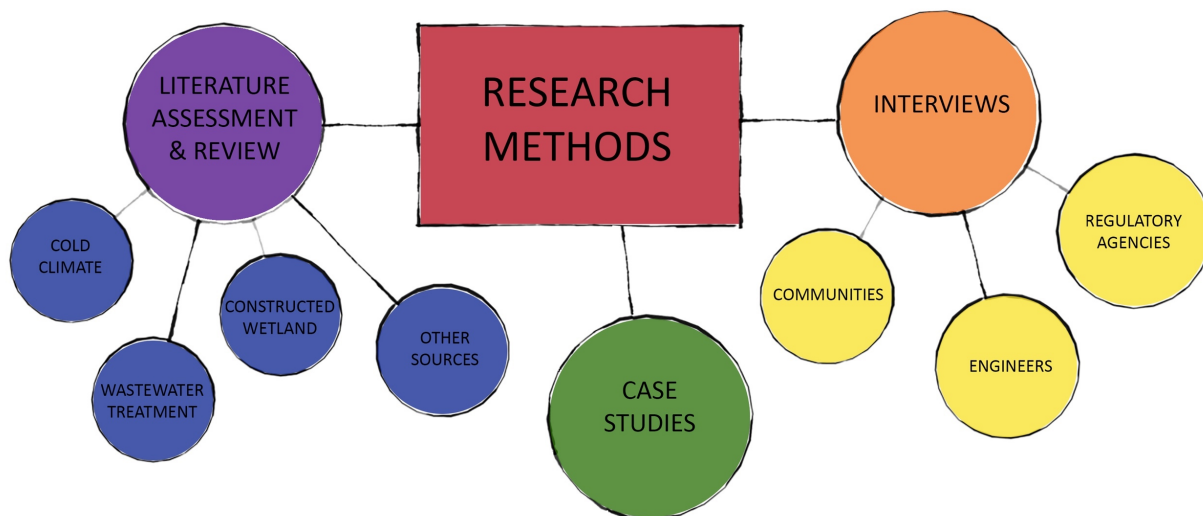 RESEARCH
METHODS
LITERATURE
ASSESSMENT
& REVIEW
COLD
CLIMATE
WASTEWATER
TREATMENT
CONSTRUCTED
WETLAND
OTHER
SOURCES
CASE
STUDIES
INTERVIEWS
COMMUNITIES
ENGINEERS
REGULATORY
AGENCIES